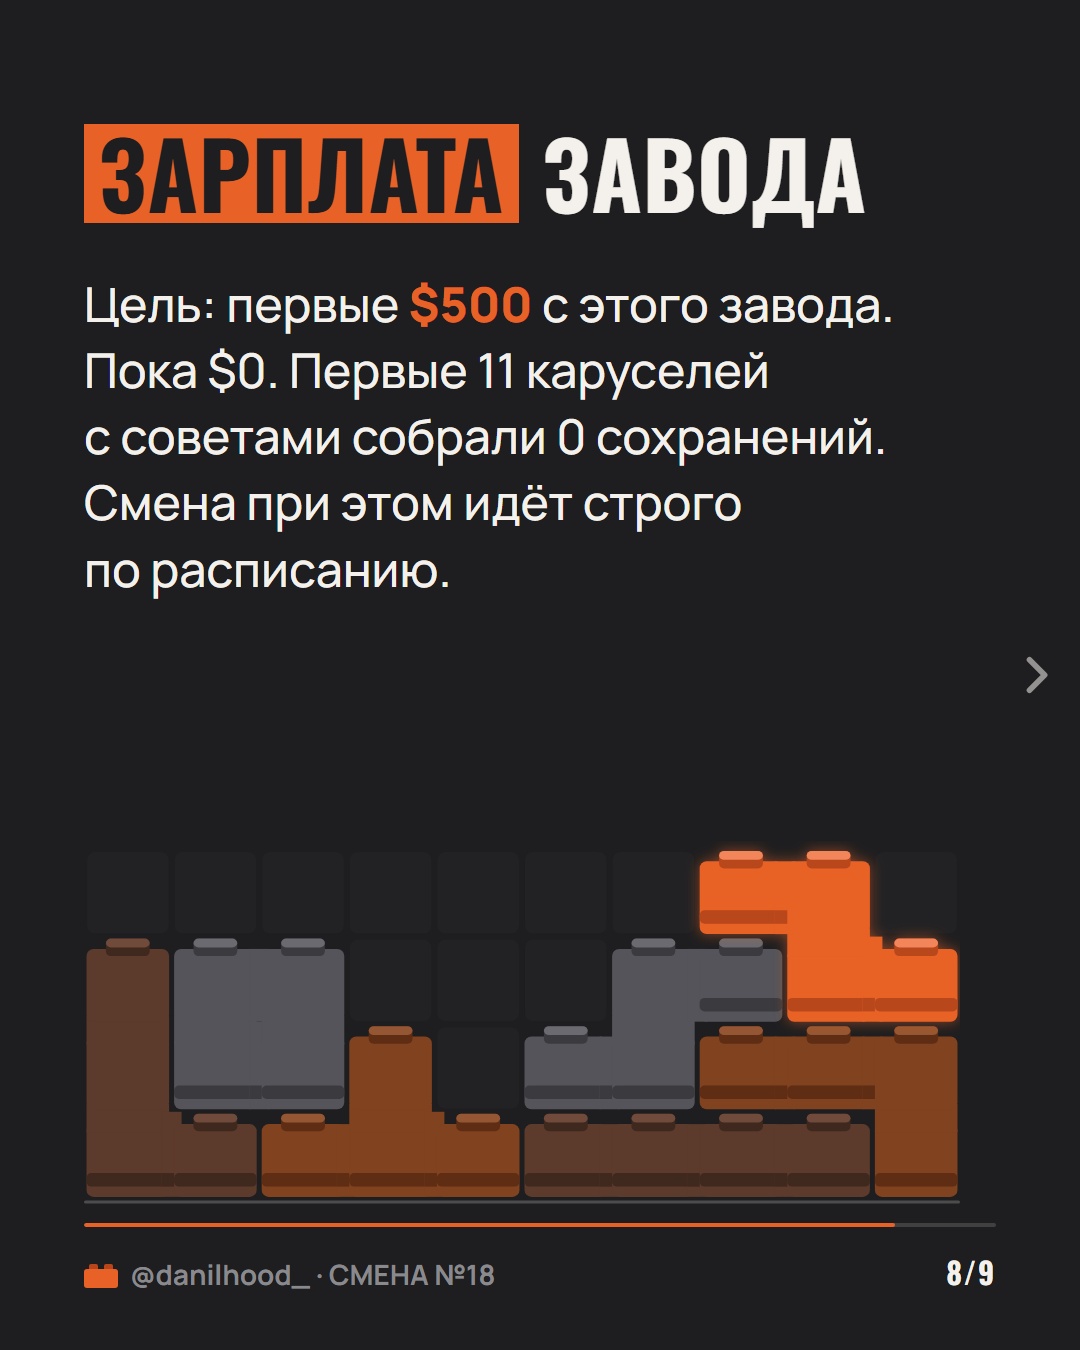 ЗАРПЛАТА ЗАВОДА
Цель: первые $500 с этого завода.
Пока $0. Первые 11 каруселей
с советами собрали 0 сохранений.
Смена при этом идёт строго
по расписанию.
@danilhood_ · СМЕНА №18
8/9